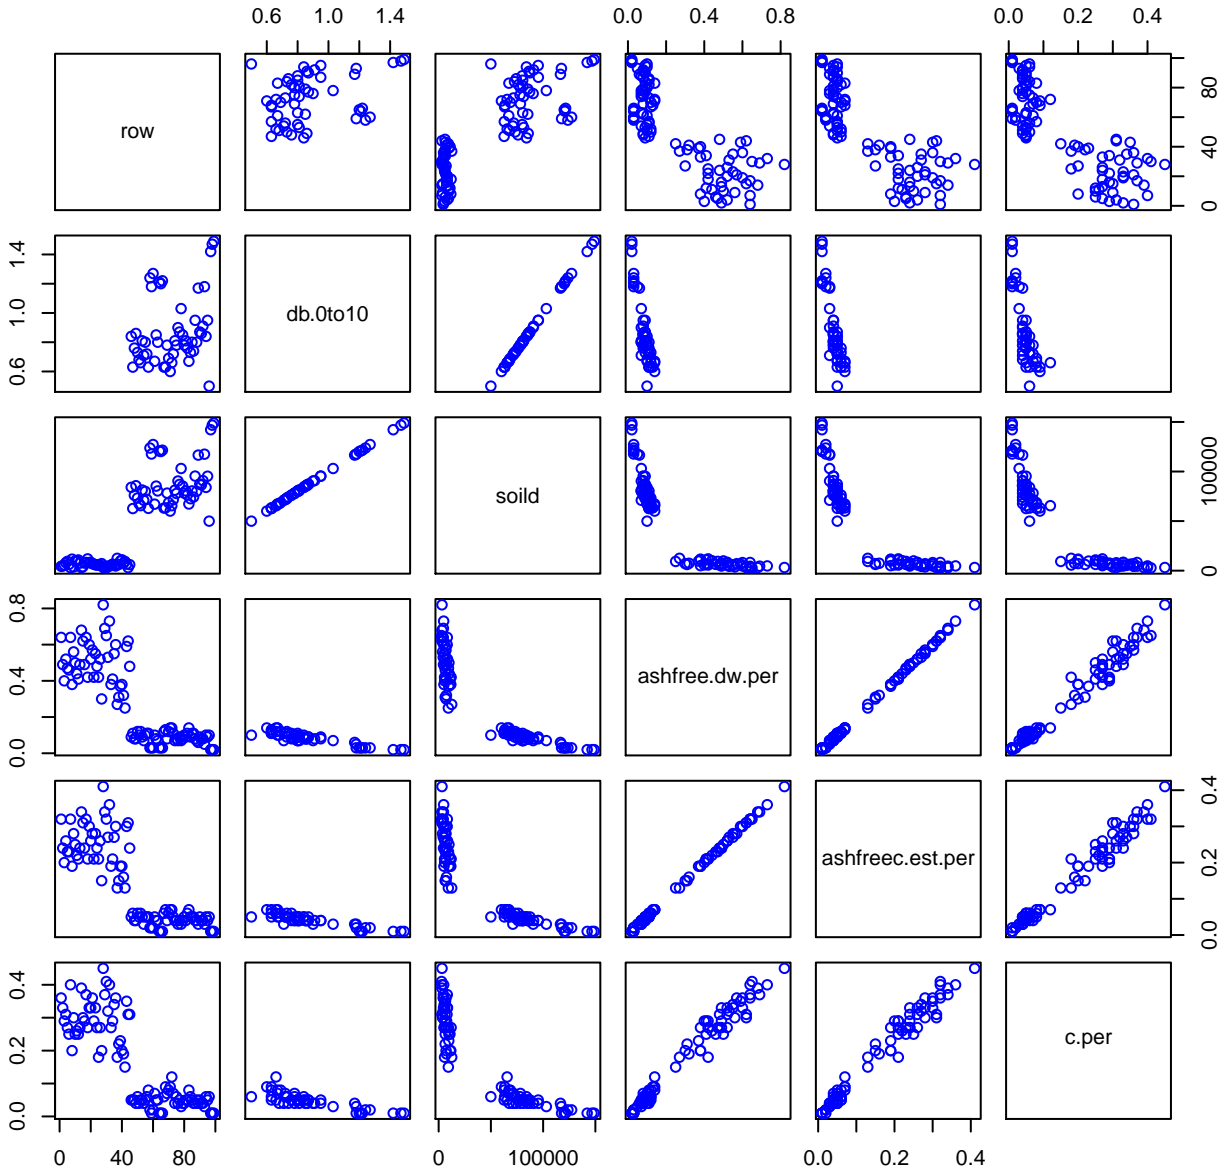 0.6 1.0 1.4 0.0 0.4 0.8 0.0 0.2 0.4
row
0 40 80
0.6 1.0 1.4
db.0to10
soild
0 100000
0.0 0.4 0.8
ashfree.dw.per
ashfreec.est.per
0.0 0.2 0.4
0.0 0.2 0.4
c.per
0 40 80 0 100000 0.0 0.2 0.4